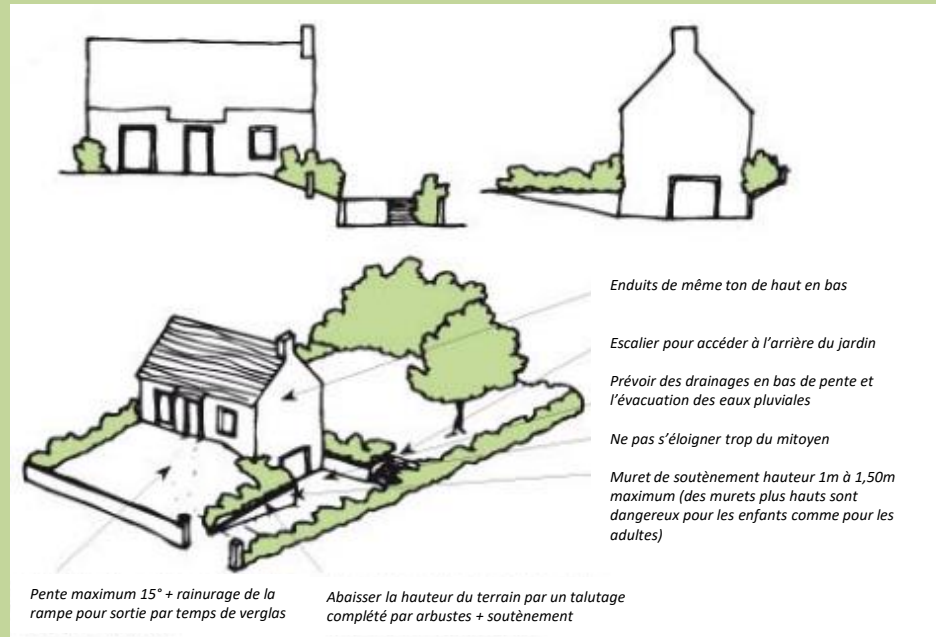 Enduits de même ton de haut en bas
Escalier pour accéder à l’arrière du jardin
Prévoir des drainages en bas de pente et
l’évacuation des eaux pluviales
Ne pas s’éloigner trop du mitoyen
Muret de soutènement hauteur 1m à 1,50m
maximum (des murets plus hauts sont
dangereux pour les enfants comme pour les
adultes)
Pente maximum 15° + rainurage de la
rampe pour sortie par temps de verglas
Abaisser la hauteur du terrain par un talutage
complété par arbustes + soutènement